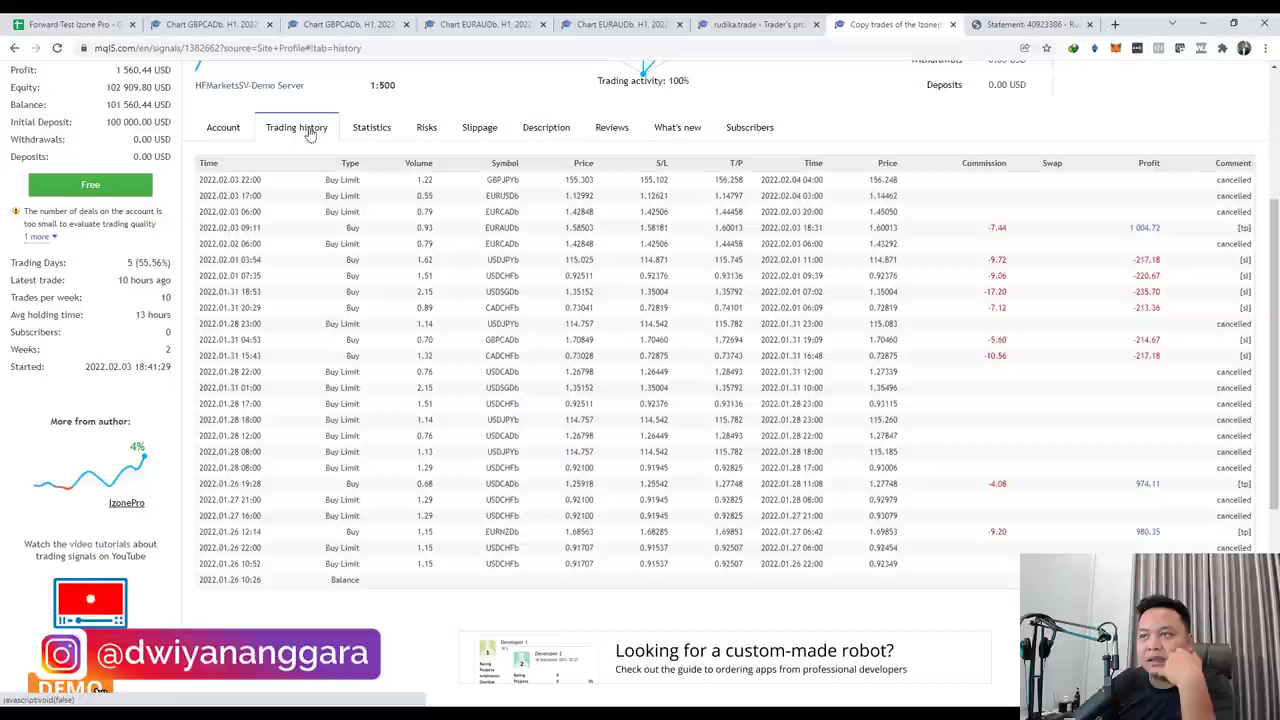 Forward Test Izone Pro - G
Chart GBPCADb, H1, 2022.0
Chart GBPCADb, H1, 2022.0
Chart EURAUDb, H1, 2022.
Chart EURAUDb, H1, 2022.
rudika.trade - Trader's pro
Copy trades of the Izonep
Statement: 40923386 - Ru
mql5.com/en/signals/1382662?source=Site+Profile#!tab=history
Profit: 1 560.44 USD
Equity: 102 909.80 USD
Balance: 101 560.44 USD
Initial Deposit: 100 000.00 USD
Withdrawals: 0.00 USD
Deposits: 0.00 USD
Free
The number of deals on the account is
too small to evaluate trading quality
1 more
Trading Days: 5 (55.56%)
Latest trade: 10 hours ago
Trades per week: 10
Avg holding time: 13 hours
Subscribers: 0
Weeks: 2
Started: 2022.02.03 18:41:29
More from author:
4%
IzonePro
Watch the video tutorials about
trading signals on YouTube
HFMarketsSV-Demo Server 1:500
Trading activity: 100%
Withdrawals 0.00 USD
Deposits 0.00 USD
Account Trading history Statistics Risks Slippage Description Reviews What's new Subscribers
Time Type Volume Symbol Price S/L T/P Time Price Commission Swap Profit Comment
2022.02.03 22:00 Buy Limit 1.22 GBPJPYb 155.303 155.102 156.258 2022.02.04 04:00 156.248 cancelled
2022.02.03 17:00 Buy Limit 0.55 EURUSDb 1.12992 1.12621 1.14797 2022.02.04 03:00 1.14462 cancelled
2022.02.03 06:00 Buy Limit 0.79 EURCADb 1.42848 1.42506 1.44458 2022.02.03 20:00 1.45050 cancelled
2022.02.03 09:11 Buy 0.93 EURAUDb 1.58503 1.58181 1.60013 2022.02.03 18:31 1.60013 -7.44 1 004.72 [tp]
2022.02.02 06:00 Buy Limit 0.79 EURCADb 1.42848 1.42506 1.44458 2022.02.03 06:00 1.43292 cancelled
2022.02.01 03:54 Buy 1.62 USDJPYb 115.025 114.871 115.745 2022.02.01 11:00 114.871 -9.72 -217.18 [sl]
2022.02.01 07:35 Buy 1.51 USDCHFb 0.92511 0.92376 0.93136 2022.02.01 09:39 0.92376 -9.06 -220.67 [sl]
2022.01.31 18:53 Buy 2.15 USDSGDb 1.35152 1.35004 1.35792 2022.02.01 07:02 1.35004 -17.20 -235.70 [sl]
2022.01.31 20:29 Buy 0.89 CADCHFb 0.73041 0.72819 0.74101 2022.02.01 06:09 0.72819 -7.12 -213.36 [sl]
2022.01.28 23:00 Buy Limit 1.14 USDJPYb 114.757 114.542 115.782 2022.01.31 23:00 115.083 cancelled
2022.01.31 04:53 Buy 0.70 GBPCADb 1.70849 1.70460 1.72694 2022.01.31 19:09 1.70460 -5.60 -214.67 [sl]
2022.01.31 15:43 Buy 1.32 CADCHFb 0.73028 0.72875 0.73743 2022.01.31 16:48 0.72875 -10.56 -217.18 [sl]
2022.01.28 22:00 Buy Limit 0.76 USDCADb 1.26798 1.26449 1.28493 2022.01.31 12:00 1.27339 cancelled
2022.01.31 01:00 Buy Limit 2.15 USDSGDb 1.35152 1.35004 1.35792 2022.01.31 10:00 1.35496 cancelled
2022.01.28 17:00 Buy Limit 1.51 USDCHFb 0.92511 0.92376 0.93136 2022.01.31 09:00 0.93115 cancelled
2022.01.28 18:00 Buy Limit 1.14 USDJPYb 114.757 114.542 115.782 2022.01.28 23:00 115.260 cancelled
2022.01.28 12:00 Buy Limit 0.76 USDCADb 1.26798 1.26449 1.28493 2022.01.28 22:00 1.27847 cancelled
2022.01.28 08:00 Buy Limit 1.13 USDJPYb 114.757 114.542 115.782 2022.01.28 18:00 115.185 cancelled
2022.01.28 08:00 Buy Limit 1.29 USDCHFb 0.92100 0.91945 0.92825 2022.01.28 17:00 0.93006 cancelled
2022.01.26 19:28 Buy 0.68 USDCADb 1.25918 1.25542 1.27748 2022.01.28 11:08 1.27748 -4.08 974.11 [tp]
2022.01.27 21:00 Buy Limit 1.29 USDCHFb 0.92100 0.91945 0.92825 2022.01.28 08:00 0.92979 cancelled
2022.01.27 16:00 Buy Limit 1.29 USDCHFb 0.92100 0.91945 0.92825 2022.01.27 21:00 0.93079 cancelled
2022.01.26 12:14 Buy 1.15 EURNZDb 1.68563 1.68285 1.69853 2022.01.27 06:42 1.69853 -9.20 980.35 [tp]
2022.01.26 22:00 Buy Limit 1.15 USDCHFb 0.91707 0.91537 0.92507 2022.01.27 06:00 0.92454 cancelled
2022.01.26 10:52 Buy Limit 1.15 USDCHFb 0.91707 0.91537 0.92507 2022.01.26 22:00 0.92349
2022.01.26 10:26 Balance
Looking for a custom-made robot?
Check out the guide to ordering apps from professional developers
Developer 1
Developer 2
@dwiyananggara
DEMO
javascript:void(false)